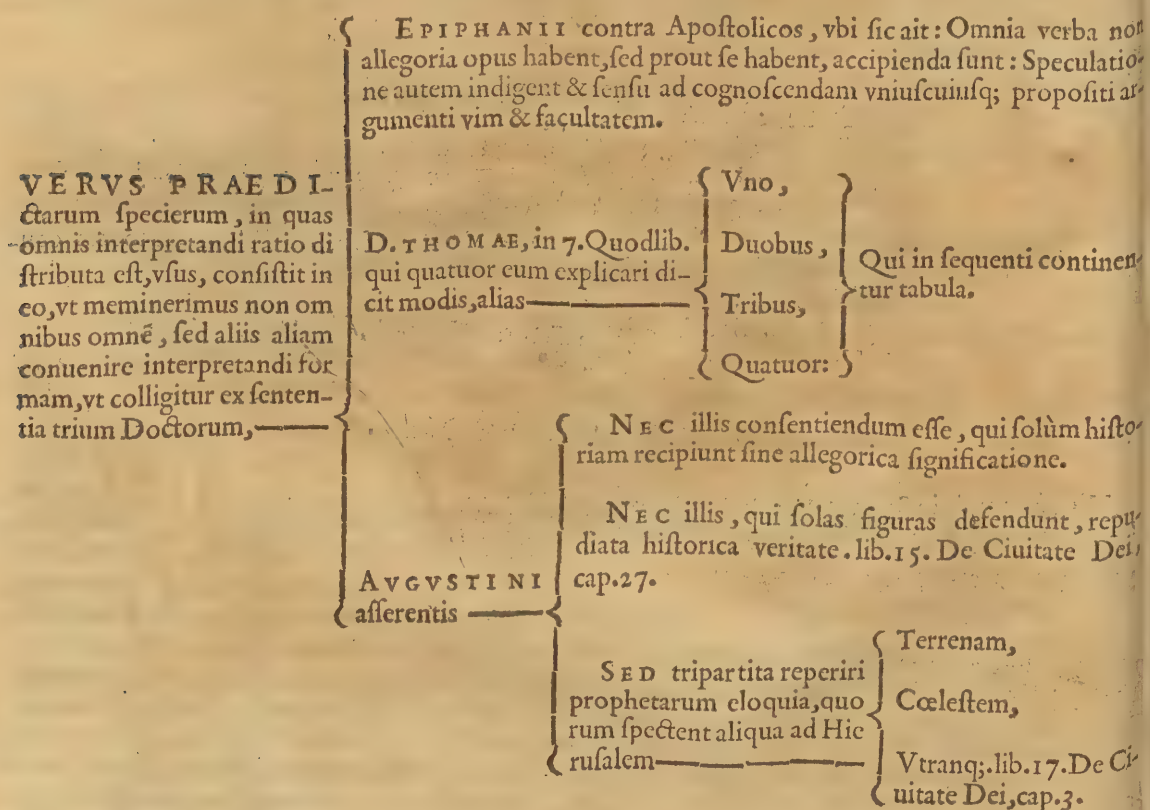 VERVS PRAEDI-
ctarum ſpecierum, in quas
omnis interpretandi ratio di
ſtributa eſt, vſus, conſiſtit in
eo, vt meminerimus non om
nibus omnẽ, ſed aliis aliam
conuenire interpretandi for
mam, vt colligitur ex ſenten-
tia trium Doctorum,
EPIPHANII contra Apoſtolicos, vbi ſic ait: Omnia verba non
allegoria opus habent, ſed prout ſe habent, accipienda ſunt: Speculatio-
ne autem indigent & ſenſu ad cognoſcendam vniuſcuiuſq; propoſiti ar-
gumenti vim & facultatem.
D. THOMAE, in 7. Quodlib.
qui quatuor eum explicari di-
cit modis, alias
Vno,
Duobus,
Tribus,
Quatuor:
Qui in ſequenti continen-
tur tabula.
AVGVSTINI
aſſerentis
NEC illis conſentiendum eſſe, qui ſolùm hiſto-
riam recipiunt ſine allegorica ſignificatione.
NEC illis, qui ſolas figuras defendunt, repu-
diata hiſtorica veritate. lib. 15. De Ciuitate Dei,
cap. 27.
SED tripartita reperiri
prophetarum eloquia, quo
rum ſpectent aliqua ad Hie
ruſalem
Terrenam,
Cœleſtem,
Vtranq;. lib. 17. De Ci-
uitate Dei, cap. 3.